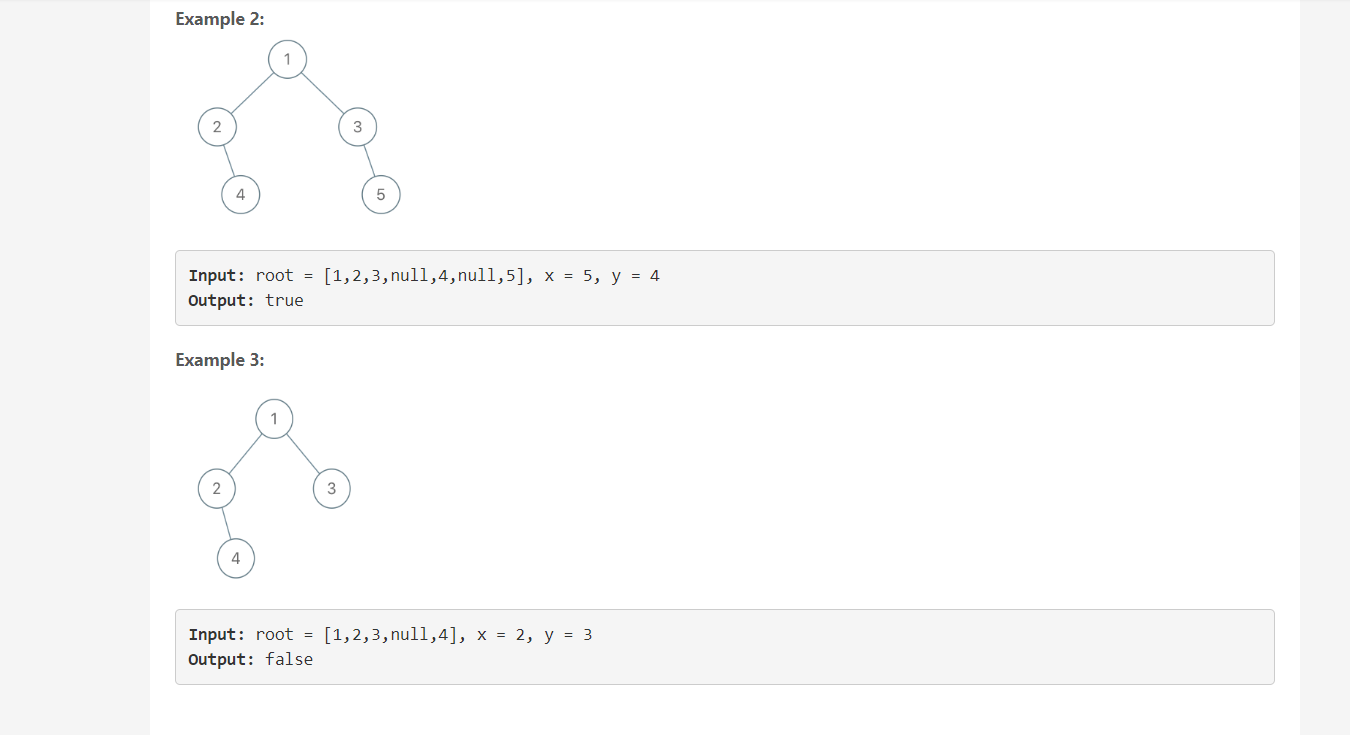 Example 2:
1
2 3
4 5
Input: root = [1,2,3,null,4,null,5], x = 5, y = 4
Output: true
Example 3:
1
2 3
4
Input: root = [1,2,3,null,4], x = 2, y = 3
Output: false